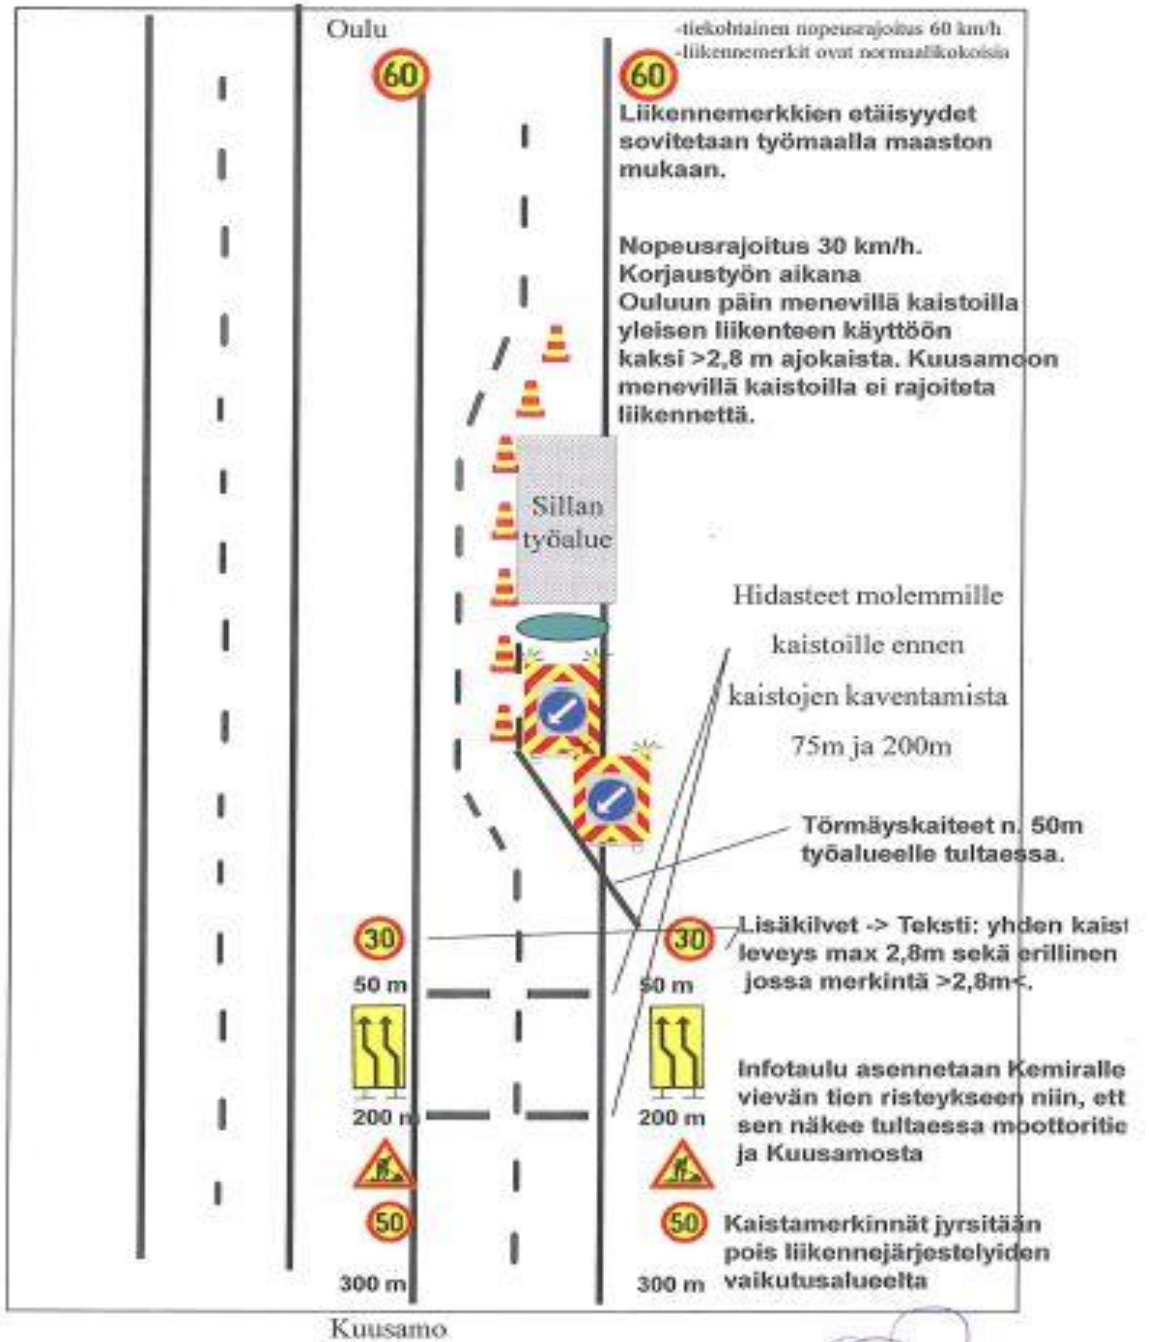 Oulu
-tiekohtainen nopeusrajoitus 60 km/h
-liikennemerkit ovat normaalikokoisia
60
60
Liikennemerkkien etäisyydet
sovitetaan työmaalla maaston
mukaan.
Nopeusrajoitus 30 km/h.
Korjaustyön aikana
Ouluun päin menevillä kaistoilla
yleisen liikenteen käyttöön
kaksi >2,8 m ajokaista. Kuusamoon
menevillä kaistoilla ei rajoiteta
liikennettä.
Sillan
työalue
Hidasteet molemmille
kaistoille ennen
kaistojen kaventamista
75m ja 200m
Törmäyskaiteet n. 50m
työalueelle tultaessa.
30
30
Lisäkilvet -> Teksti: yhden kaist
leveys max 2,8m sekä erillinen
jossa merkintä >2,8m<.
50 m
50 m
Infotaulu asennetaan Kemiralle
vievän tien risteykseen niin, ett
sen näkee tultaessa moottoritie
ja Kuusamosta
200 m
200 m
50
50
Kaistamerkinnät jyrsitään
pois liikennejärjestelyiden
vaikutusalueelta
300 m
300 m
Kuusamo